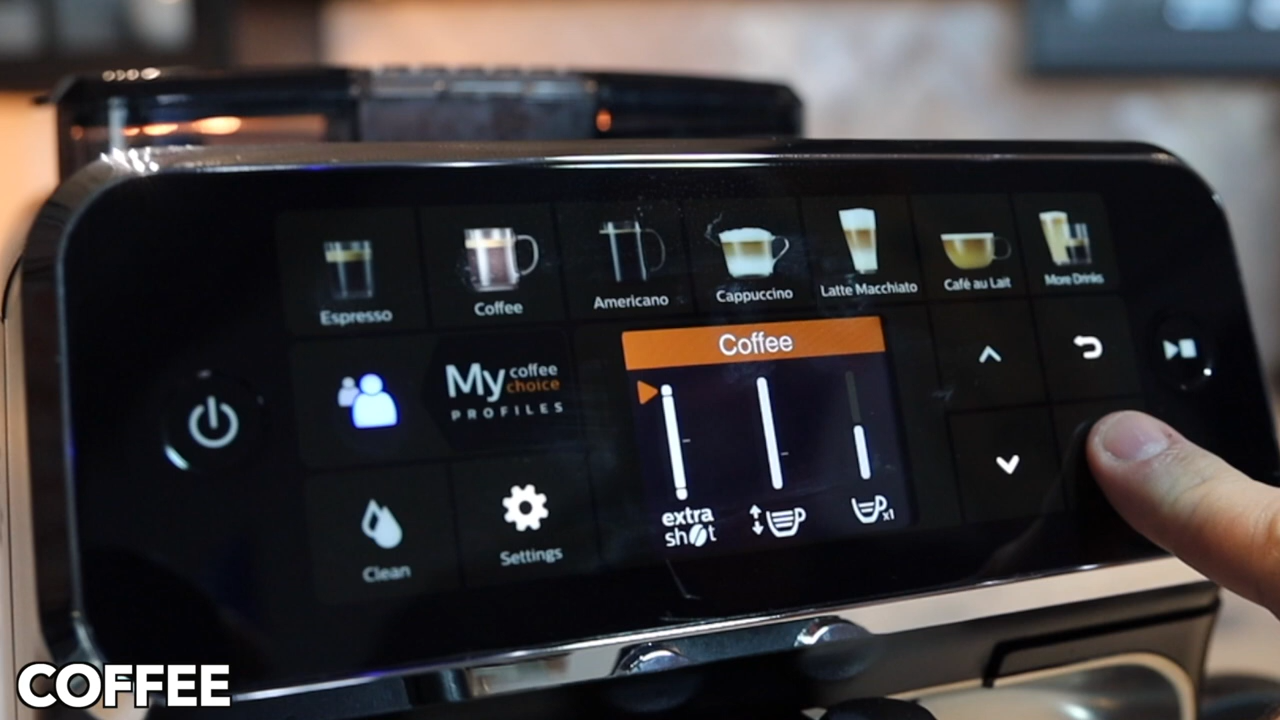 Espresso
Coffee
Americano
Cappuccino
Latte Macchiato
Café au Lait
More Drinks
My coffee choice
PROFILES
Coffee
extra
shot
x1
Clean
Settings
COFFEE